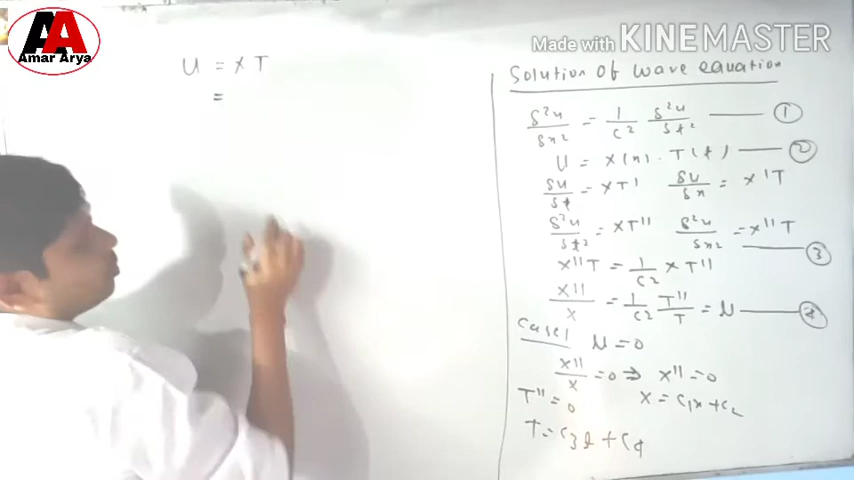 AA
Amar Arya
Made with KINEMASTER
U = X T
=
Solution of wave equation
δ²u/δx² = 1/c² δ²u/δt² —— ①
U = X(x) · T(t) —— ②
δu/δt = XT' δu/δx = X'T
δ²u/δt² = XT'' δ²u/δx² = X''T —— ③
X''T = 1/c² XT''
X''/X = 1/c² T''/T = μ —— ④
Case 1 μ = 0
X''/X = 0 ⇒ X'' = 0
T'' = 0 X = C₁x + C₂
T = C₃t + C₄